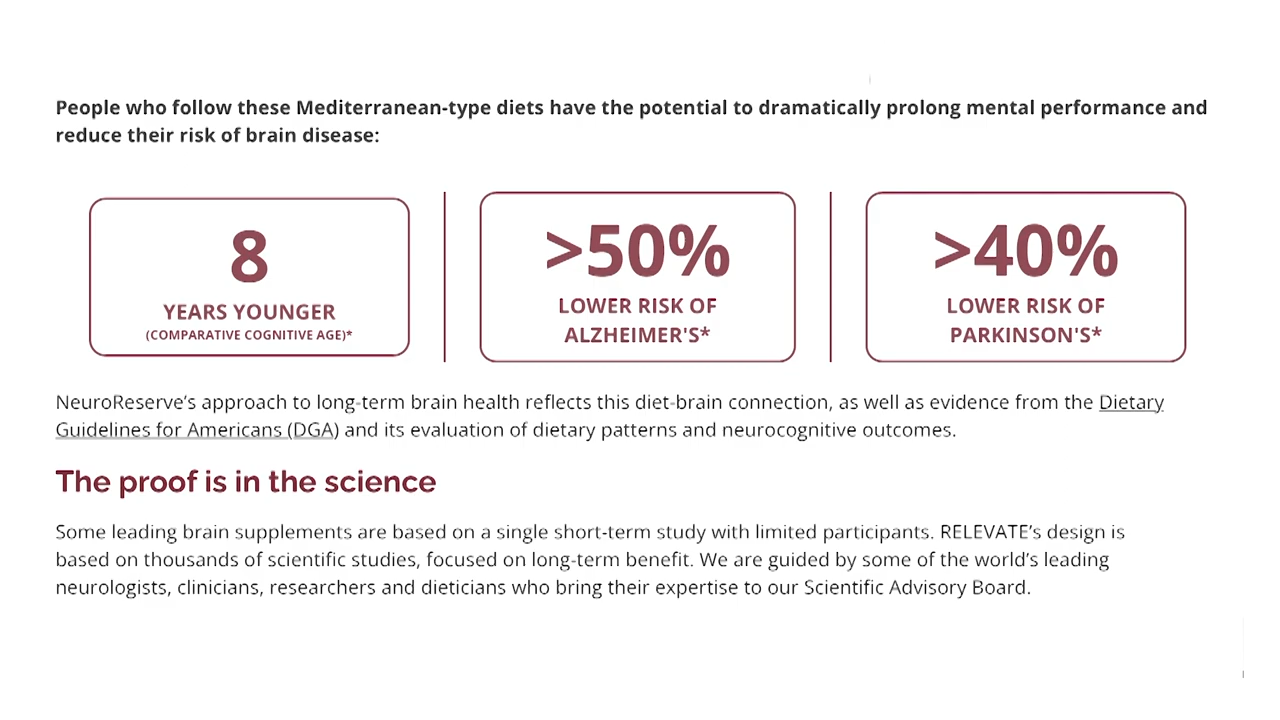 People who follow these Mediterranean-type diets have the potential to dramatically prolong mental performance and
reduce their risk of brain disease:
8
YEARS YOUNGER
(COMPARATIVE COGNITIVE AGE)*
>50%
LOWER RISK OF
ALZHEIMER'S*
>40%
LOWER RISK OF
PARKINSON'S*
NeuroReserve’s approach to long-term brain health reflects this diet-brain connection, as well as evidence from the Dietary
Guidelines for Americans (DGA) and its evaluation of dietary patterns and neurocognitive outcomes.
The proof is in the science
Some leading brain supplements are based on a single short-term study with limited participants. RELEVATE’s design is
based on thousands of scientific studies, focused on long-term benefit. We are guided by some of the world’s leading
neurologists, clinicians, researchers and dieticians who bring their expertise to our Scientific Advisory Board.